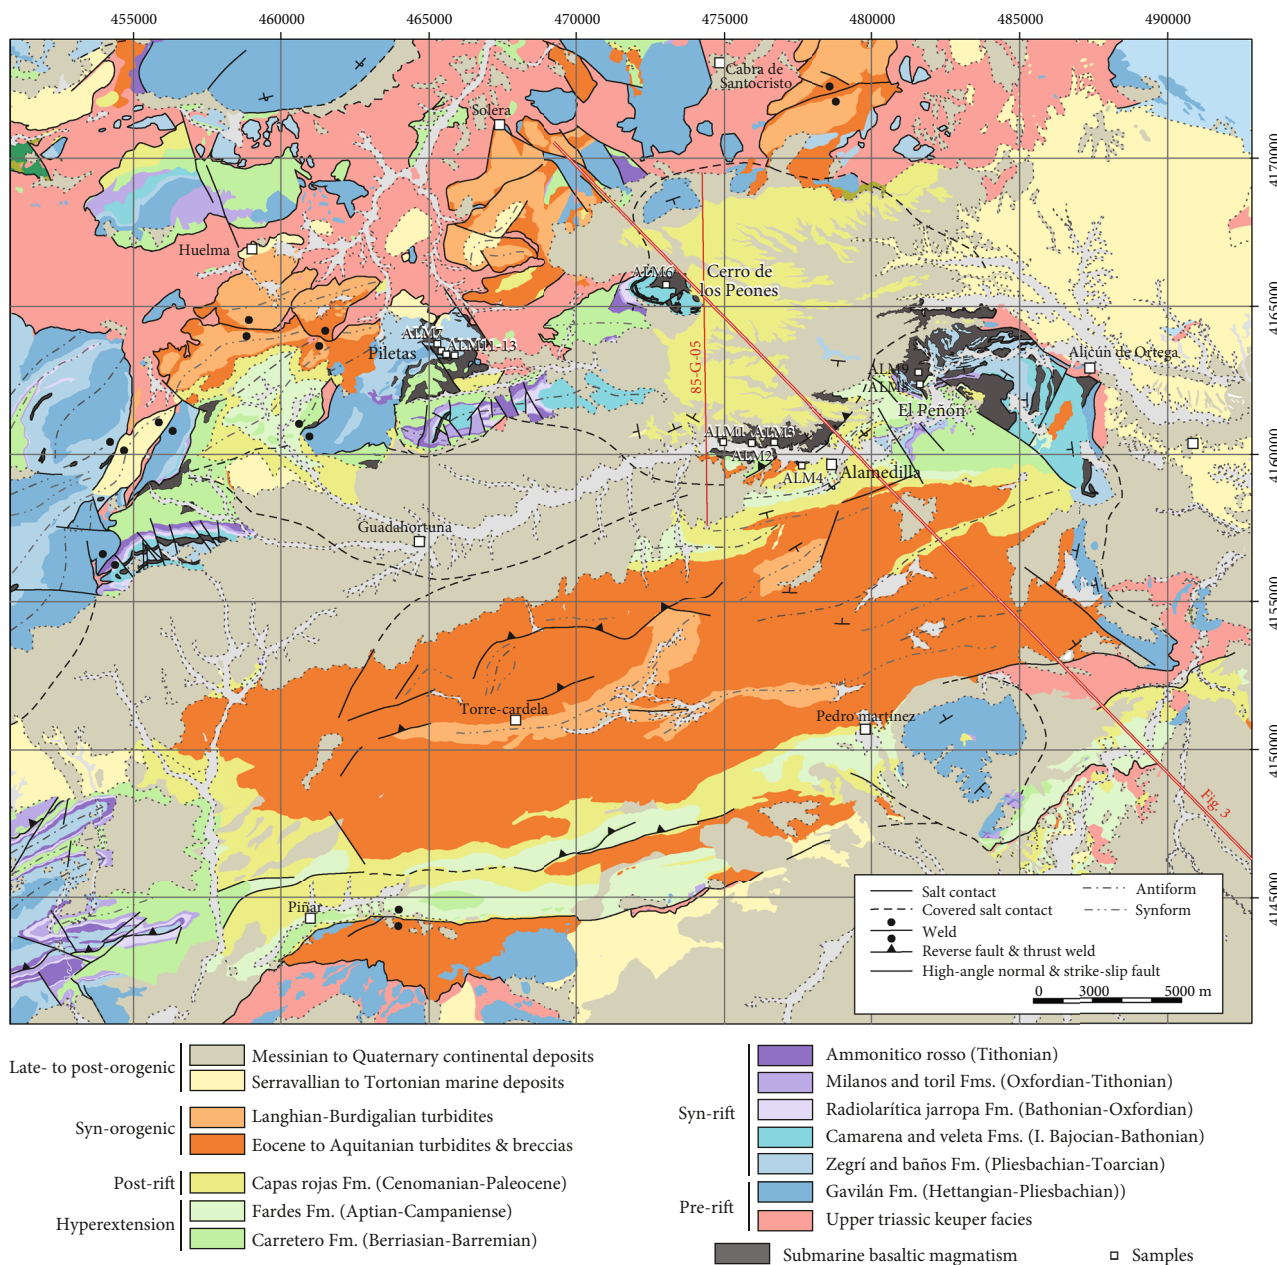 455000 460000 465000 470000 475000 480000 485000 490000
Cabra de
Santocristo
Solera
4170000
Huelma
ALM6
Cerro de
los Peones
4165000
ALM7
ALM11-13
Piletas
85-G-05
Alicún de Ortega
ALM9
ALM8
El Peñón
ALM1
ALM3
ALM2
4160000
ALM4
Alamedilla
Guadahortuna
4155000
Torre-cardela
Pedro martinez
4150000
Fig. 3
Piñar
4145000
Salt contact
Covered salt contact
Weld
Reverse fault & thrust weld
High-angle normal & strike-slip fault
Antiform
Synform
0 3000 5000 m
Late- to post-orogenic
Messinian to Quaternary continental deposits
Serravallian to Tortonian marine deposits
Syn-orogenic
Langhian-Burdigalian turbidites
Eocene to Aquitanian turbidites & breccias
Post-rift
Capas rojas Fm. (Cenomanian-Paleocene)
Hyperextension
Fardes Fm. (Aptian-Campaniense)
Carretero Fm. (Berriasian-Barremian)
Syn-rift
Ammonitico rosso (Tithonian)
Milanos and toril Fms. (Oxfordian-Tithonian)
Radiolarítica jarropa Fm. (Bathonian-Oxfordian)
Camarena and veleta Fms. (I. Bajocian-Bathonian)
Zegrí and baños Fm. (Pliesbachian-Toarcian)
Pre-rift
Gavilán Fm. (Hettangian-Pliesbachian))
Upper triassic keuper facies
Submarine basaltic magmatism
Samples